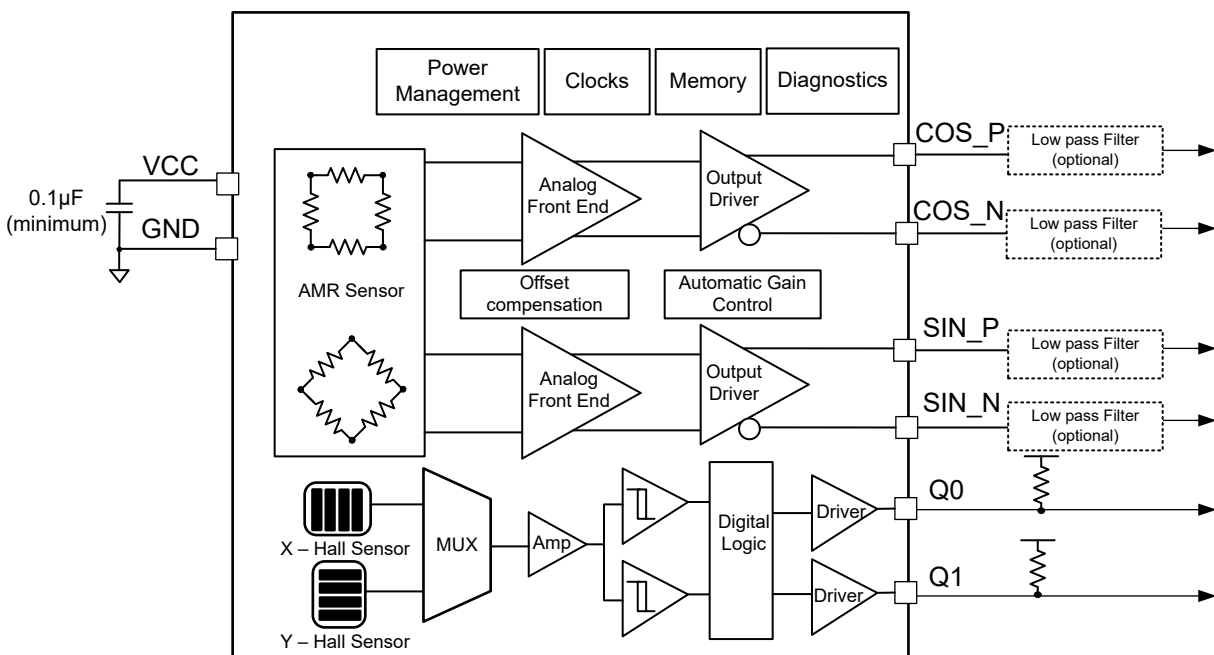 Power
Management
Clocks
Memory
Diagnostics
VCC
0.1µF
(minimum)
GND
AMR Sensor
Analog
Front End
Output
Driver
COS_P
Low pass Filter
(optional)
COS_N
Low pass Filter
(optional)
Offset
compensation
Automatic Gain
Control
Analog
Front End
Output
Driver
SIN_P
Low pass Filter
(optional)
SIN_N
Low pass Filter
(optional)
X – Hall Sensor
Y – Hall Sensor
MUX
Amp
Digital
Logic
Driver
Q0
Driver
Q1